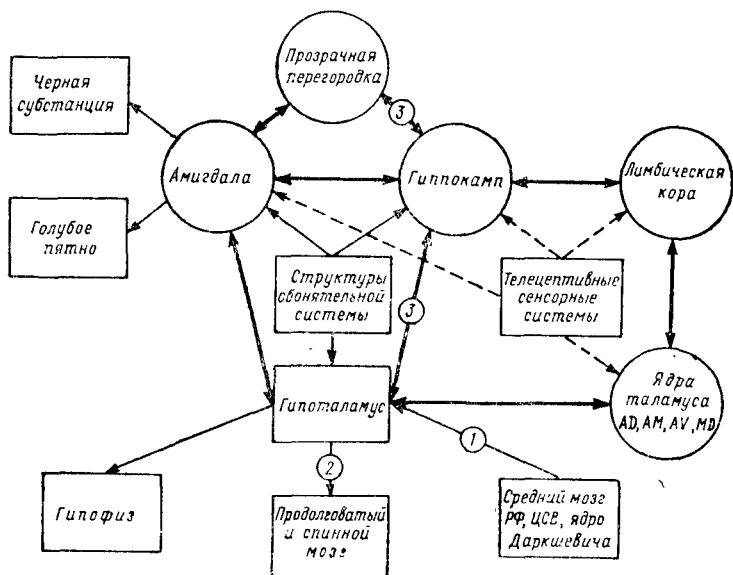 Прозрачная
перегородка
Черная
субстанция
3
Амигдала
Гиппокамп
Лимбическая
кора
Голубое
пятно
Структуры
обонятельной
системы
Телецептивные
сенсорные
системы
3
Гипоталамус
Ядра
таламуса
AD, AM, AV, MD
1
2
Гипофиз
Продолговатый
и спинной
мозг
Средний мозг
РФ, ЦСВ, ядро
Даркшевича